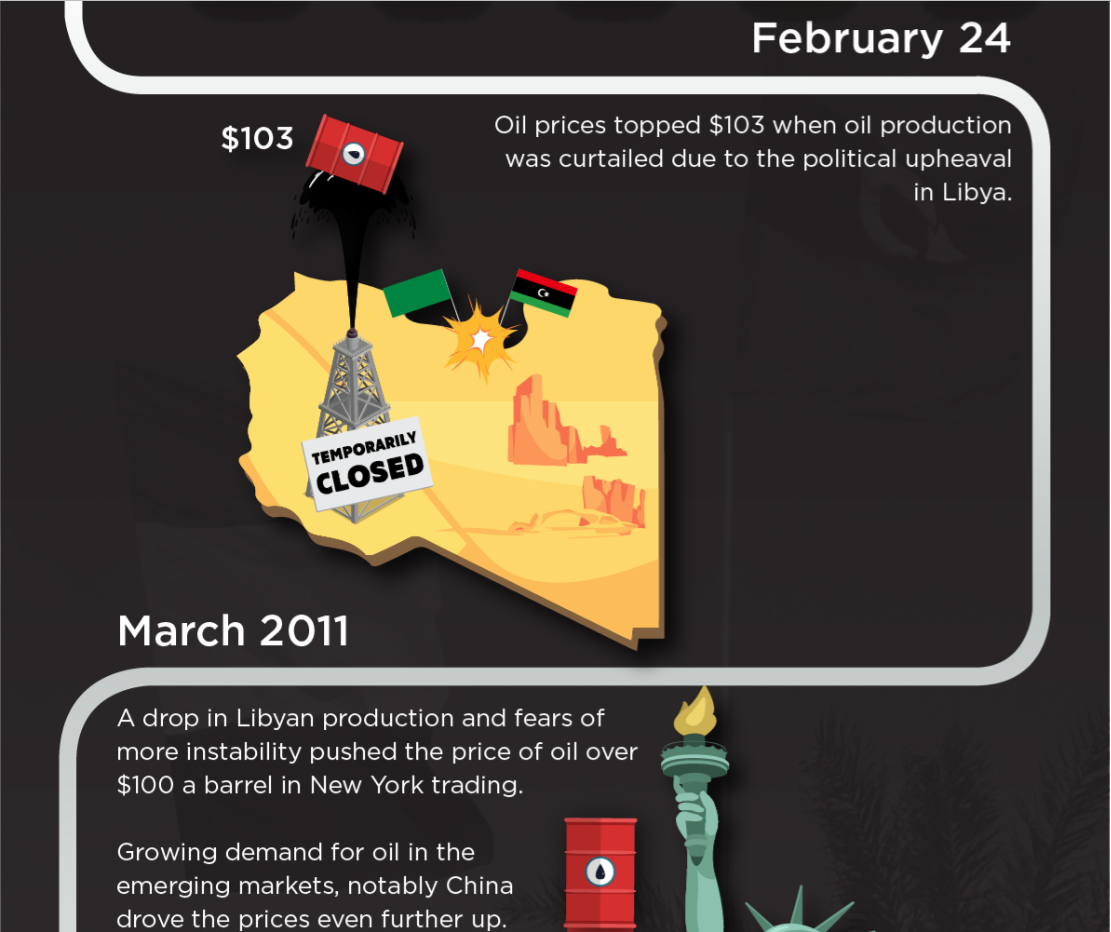 February 24
$103
Oil prices topped $103 when oil production
was curtailed due to the political upheaval
in Libya.
TEMPORARILY
CLOSED
March 2011
A drop in Libyan production and fears of
more instability pushed the price of oil over
$100 a barrel in New York trading.
Growing demand for oil in the
emerging markets, notably China
drove the prices even further up.